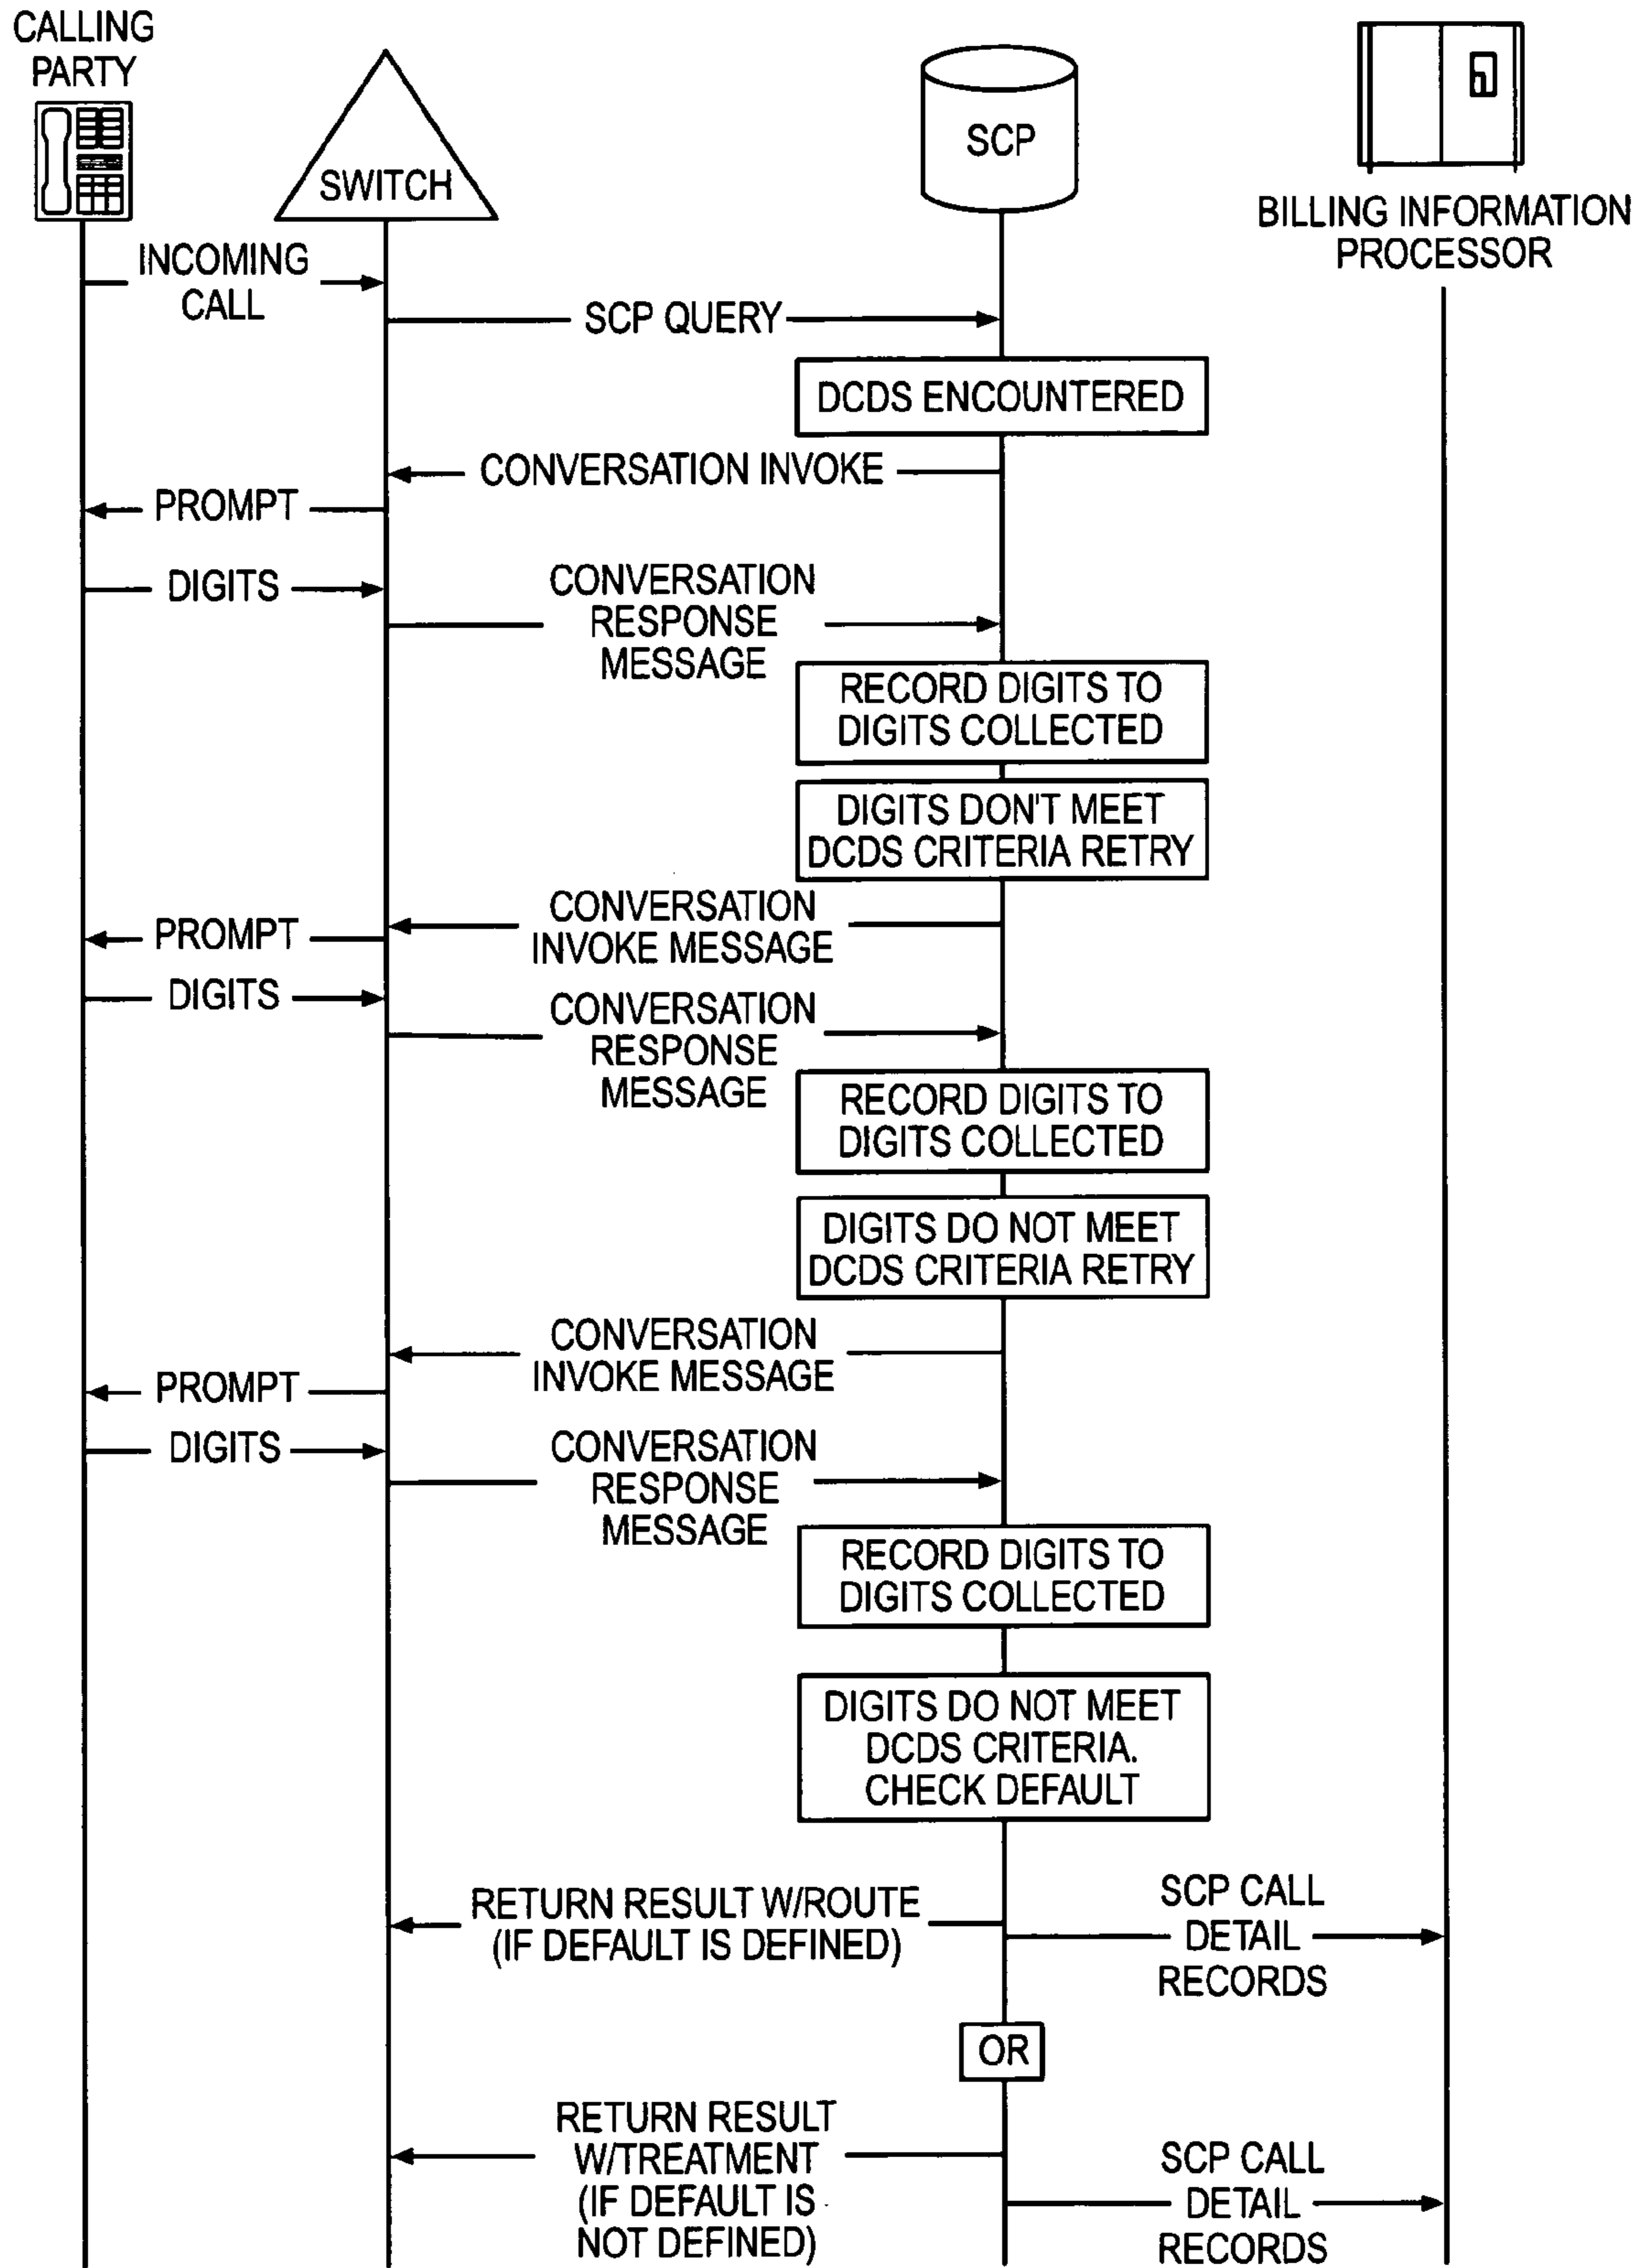 CALLING
PARTY
SWITCH
SCP
BILLING INFORMATION
PROCESSOR
INCOMING
CALL
SCP QUERY
DCDS ENCOUNTERED
CONVERSATION INVOKE
PROMPT
DIGITS
CONVERSATION
RESPONSE
MESSAGE
RECORD DIGITS TO
DIGITS COLLECTED
DIGITS DON'T MEET
DCDS CRITERIA RETRY
CONVERSATION
INVOKE MESSAGE
PROMPT
DIGITS
CONVERSATION
RESPONSE
MESSAGE
RECORD DIGITS TO
DIGITS COLLECTED
DIGITS DO NOT MEET
DCDS CRITERIA RETRY
CONVERSATION
INVOKE MESSAGE
PROMPT
DIGITS
CONVERSATION
RESPONSE
MESSAGE
RECORD DIGITS TO
DIGITS COLLECTED
DIGITS DO NOT MEET
DCDS CRITERIA.
CHECK DEFAULT
RETURN RESULT W/ROUTE
(IF DEFAULT IS DEFINED)
SCP CALL
DETAIL
RECORDS
OR
RETURN RESULT
W/TREATMENT
(IF DEFAULT IS
NOT DEFINED)
SCP CALL
DETAIL
RECORDS